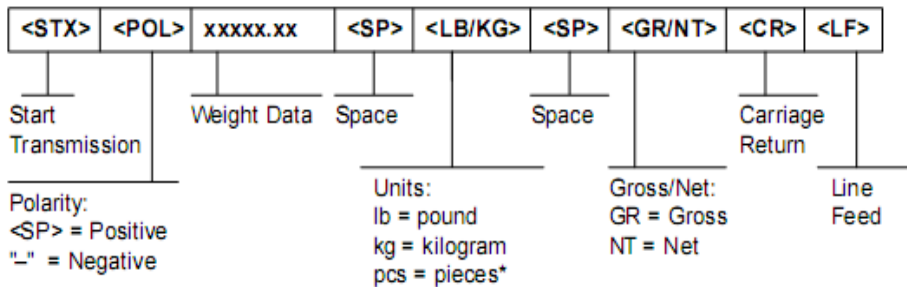 <STX> <POL> xxxxx.xx <SP> <LB/KG> <SP> <GR/NT> <CR> <LF>
Start
Transmission
Weight Data
Space
Space
Carriage
Return
Polarity:
<SP> = Positive
"–" = Negative
Units:
lb = pound
kg = kilogram
pcs = pieces*
Gross/Net:
GR = Gross
NT = Net
Line
Feed